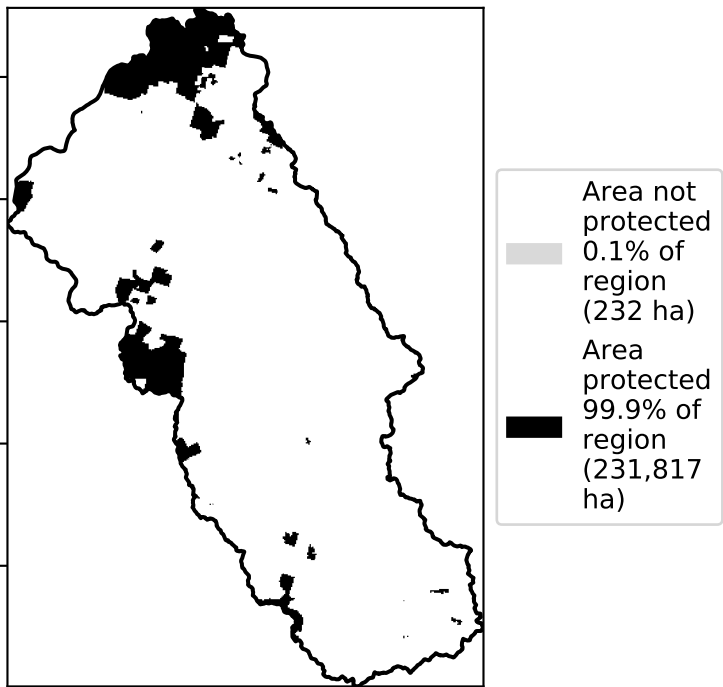 Area not
protected
0.1% of
region
(232 ha)
Area
protected
99.9% of
region
(231,817
ha)